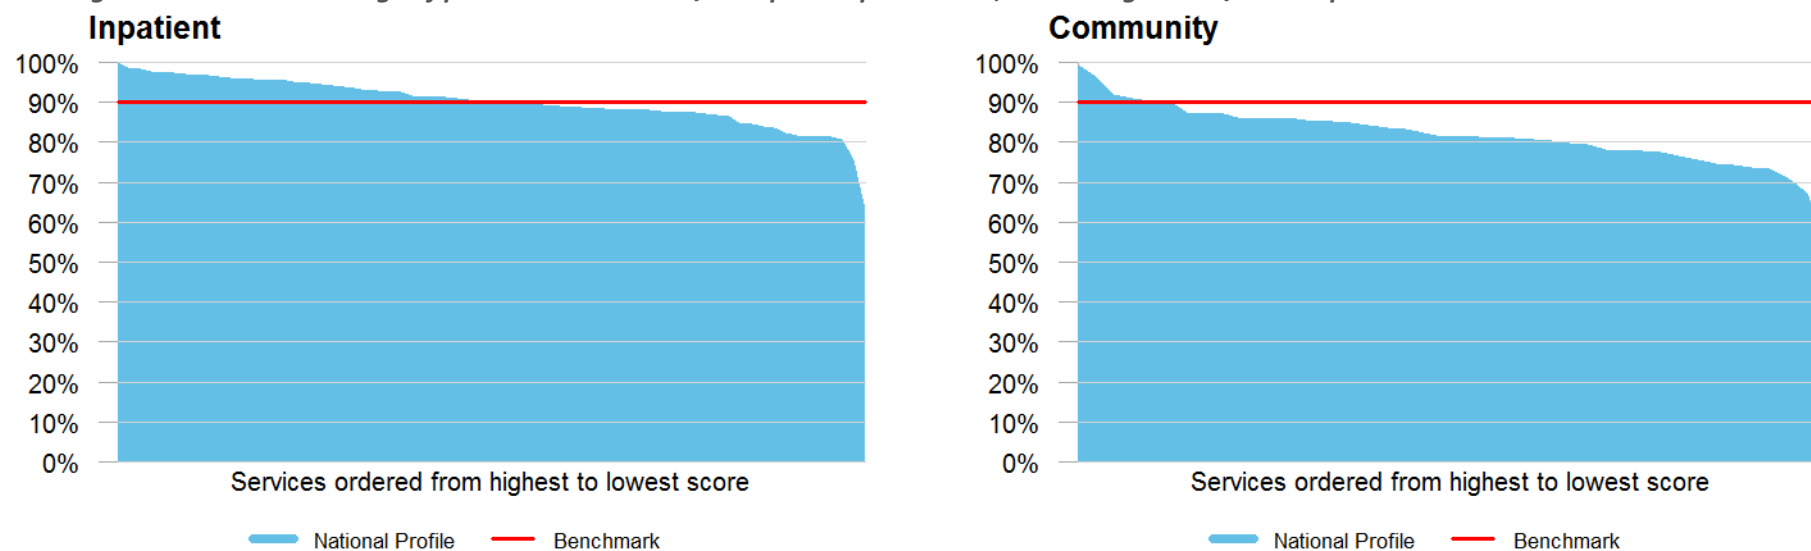 Inpatient
100%
90%
80%
70%
60%
50%
40%
30%
20%
10%
0%
Services ordered from highest to lowest score
National Profile
Benchmark
Community
100%
90%
80%
70%
60%
50%
40%
30%
20%
10%
0%
Services ordered from highest to lowest score
National Profile
Benchmark